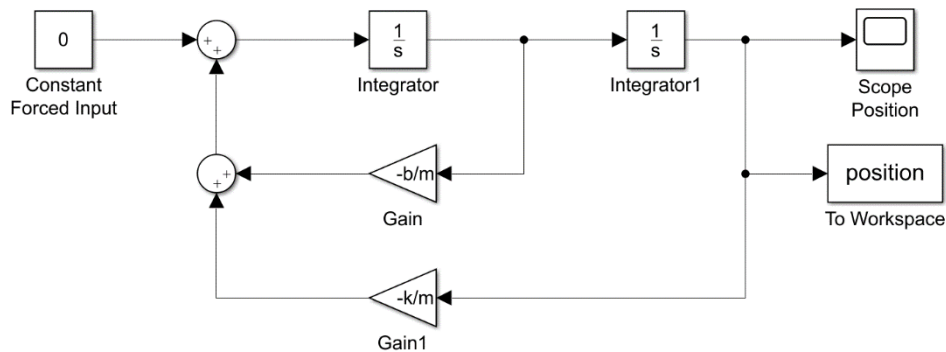 0
Constant
Forced Input
+
+
1
s
Integrator
1
s
Integrator1
Scope
Position
+
+
-b/m
Gain
position
To Workspace
-k/m
Gain1